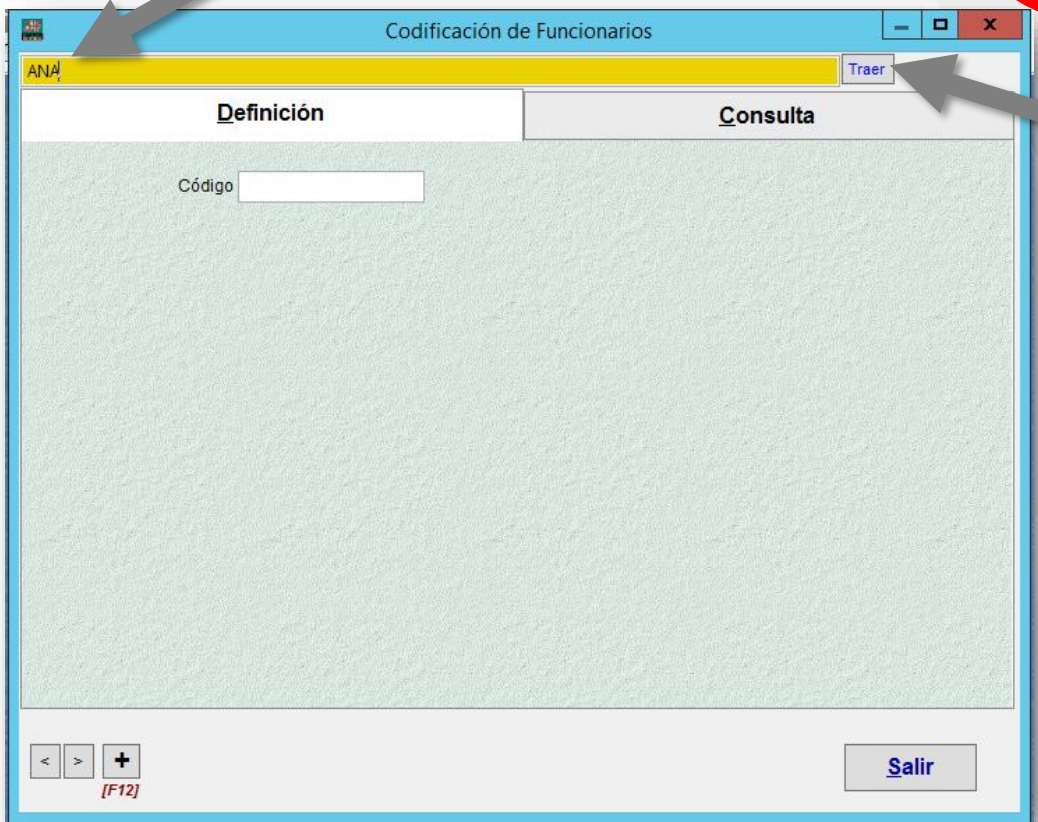 Codificación de Funcionarios
ANA
Traer
Definición
Consulta
Código
< > +
[F12]
Salir